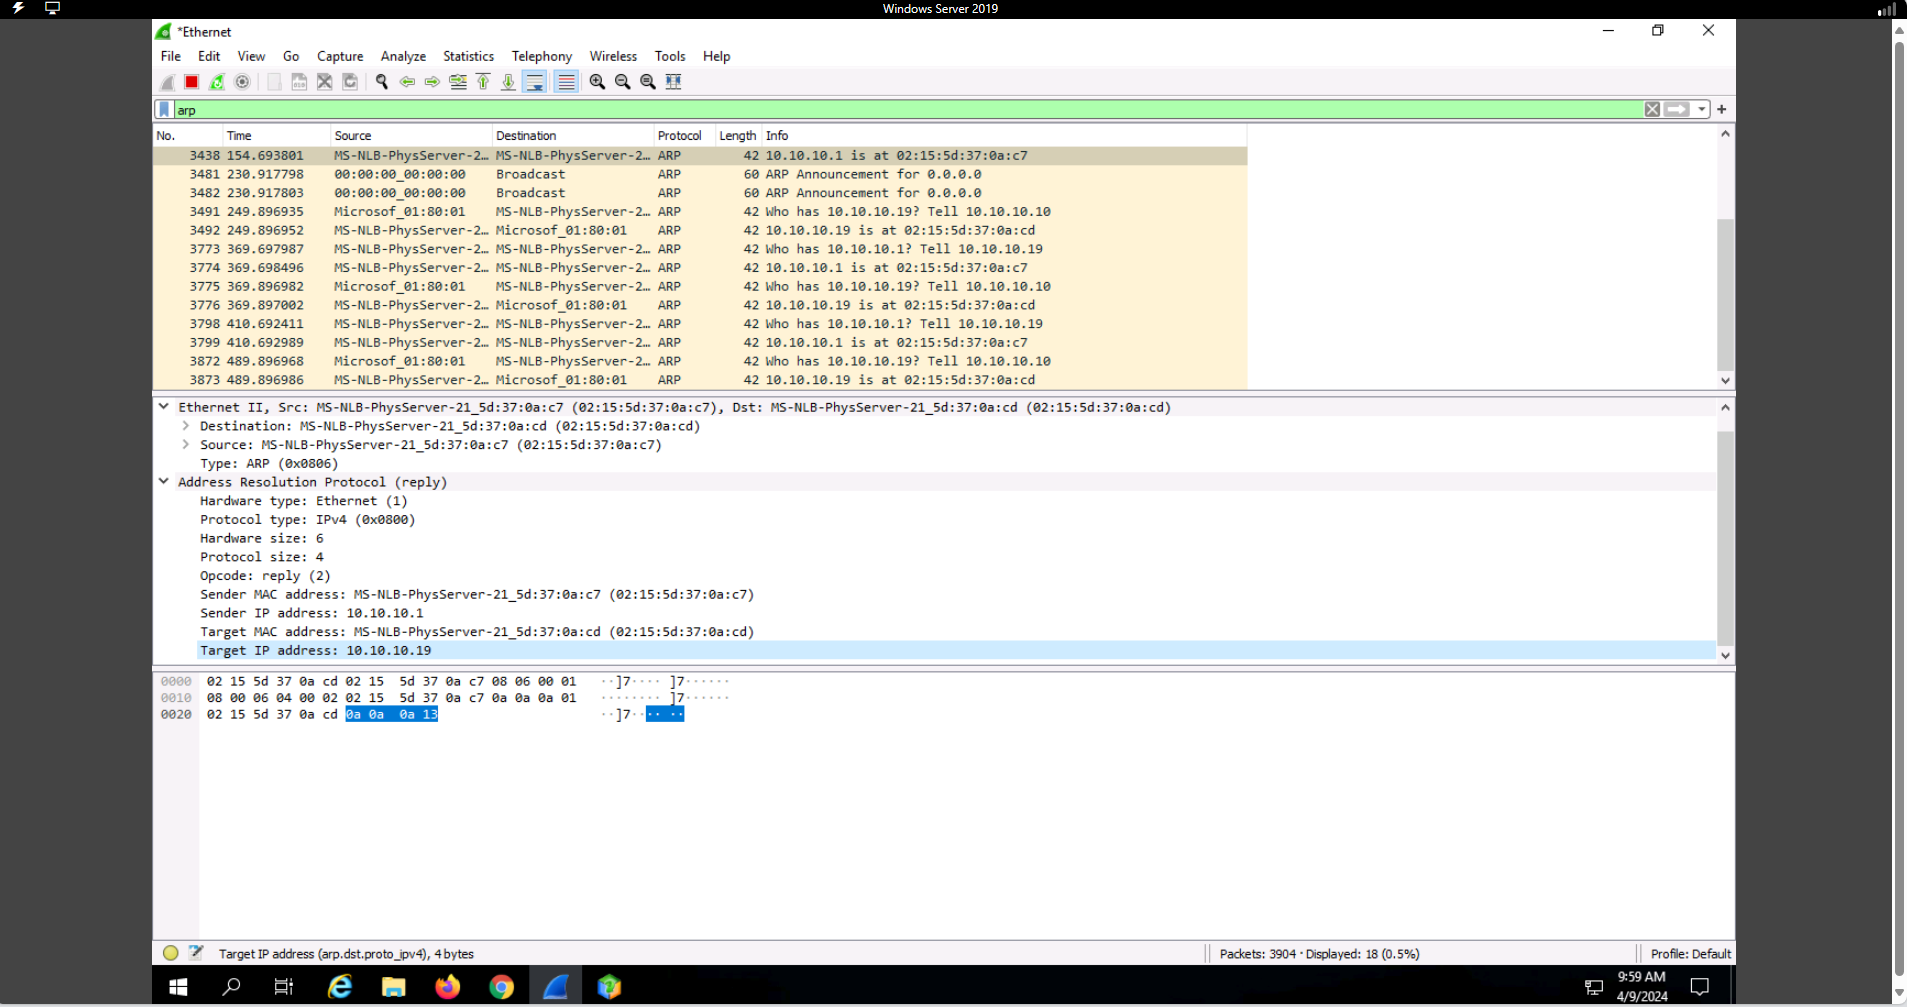 Windows Server 2019
*Ethernet
File Edit View Go Capture Analyze Statistics Telephony Wireless Tools Help
arp
No. Time Source Destination Protocol Length Info
3438 154.693801 MS-NLB-PhysServer-2… MS-NLB-PhysServer-2… ARP 42 10.10.10.1 is at 02:15:5d:37:0a:c7
3481 230.917798 00:00:00_00:00:00 Broadcast ARP 60 ARP Announcement for 0.0.0.0
3482 230.917803 00:00:00_00:00:00 Broadcast ARP 60 ARP Announcement for 0.0.0.0
3491 249.896935 Microsof_01:80:01 MS-NLB-PhysServer-2… ARP 42 Who has 10.10.10.19? Tell 10.10.10.10
3492 249.896952 MS-NLB-PhysServer-2… Microsof_01:80:01 ARP 42 10.10.10.19 is at 02:15:5d:37:0a:cd
3773 369.697987 MS-NLB-PhysServer-2… MS-NLB-PhysServer-2… ARP 42 Who has 10.10.10.1? Tell 10.10.10.19
3774 369.698496 MS-NLB-PhysServer-2… MS-NLB-PhysServer-2… ARP 42 10.10.10.1 is at 02:15:5d:37:0a:c7
3775 369.896982 Microsof_01:80:01 MS-NLB-PhysServer-2… ARP 42 Who has 10.10.10.19? Tell 10.10.10.10
3776 369.897002 MS-NLB-PhysServer-2… Microsof_01:80:01 ARP 42 10.10.10.19 is at 02:15:5d:37:0a:cd
3798 410.692411 MS-NLB-PhysServer-2… MS-NLB-PhysServer-2… ARP 42 Who has 10.10.10.1? Tell 10.10.10.19
3799 410.692989 MS-NLB-PhysServer-2… MS-NLB-PhysServer-2… ARP 42 10.10.10.1 is at 02:15:5d:37:0a:c7
3872 489.896968 Microsof_01:80:01 MS-NLB-PhysServer-2… ARP 42 Who has 10.10.10.19? Tell 10.10.10.10
3873 489.896986 MS-NLB-PhysServer-2… Microsof_01:80:01 ARP 42 10.10.10.19 is at 02:15:5d:37:0a:cd
Ethernet II, Src: MS-NLB-PhysServer-21_5d:37:0a:c7 (02:15:5d:37:0a:c7), Dst: MS-NLB-PhysServer-21_5d:37:0a:cd (02:15:5d:37:0a:cd)
Destination: MS-NLB-PhysServer-21_5d:37:0a:cd (02:15:5d:37:0a:cd)
Source: MS-NLB-PhysServer-21_5d:37:0a:c7 (02:15:5d:37:0a:c7)
Type: ARP (0x0806)
Address Resolution Protocol (reply)
Hardware type: Ethernet (1)
Protocol type: IPv4 (0x0800)
Hardware size: 6
Protocol size: 4
Opcode: reply (2)
Sender MAC address: MS-NLB-PhysServer-21_5d:37:0a:c7 (02:15:5d:37:0a:c7)
Sender IP address: 10.10.10.1
Target MAC address: MS-NLB-PhysServer-21_5d:37:0a:cd (02:15:5d:37:0a:cd)
Target IP address: 10.10.10.19
0000 02 15 5d 37 0a cd 02 15 5d 37 0a c7 08 06 00 01 ··]7···· ]7······
0010 08 00 06 04 00 02 02 15 5d 37 0a c7 0a 0a 0a 01 ········ ]7······
0020 02 15 5d 37 0a cd 0a 0a 0a 13 ··]7···· ··
Target IP address (arp.dst.proto_ipv4), 4 bytes
Packets: 3904 · Displayed: 18 (0.5%)
Profile: Default
9:59 AM
4/9/2024